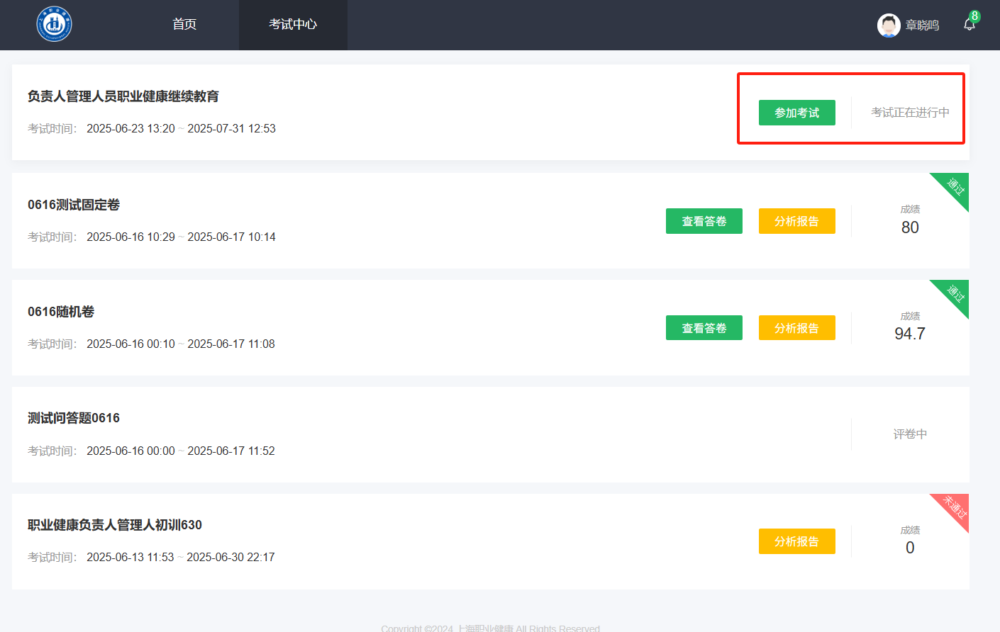 首页
考试中心
章晓鸣
8
负责人管理人员职业健康继续教育
考试时间: 2025-06-23 13:20 ~ 2025-07-31 12:53
参加考试
考试正在进行中
0616测试固定卷
考试时间: 2025-06-16 10:29 ~ 2025-06-17 10:14
查看答卷
分析报告
成绩
80
通过
0616随机卷
考试时间: 2025-06-16 00:10 ~ 2025-06-17 11:08
查看答卷
分析报告
成绩
94.7
通过
测试问答题0616
考试时间: 2025-06-16 00:00 ~ 2025-06-17 11:52
评卷中
职业健康负责人管理人初训630
考试时间: 2025-06-13 11:53 ~ 2025-06-30 22:17
分析报告
成绩
0
未通过
Copyright ©2024 上海职业健康 All Rights Reserved